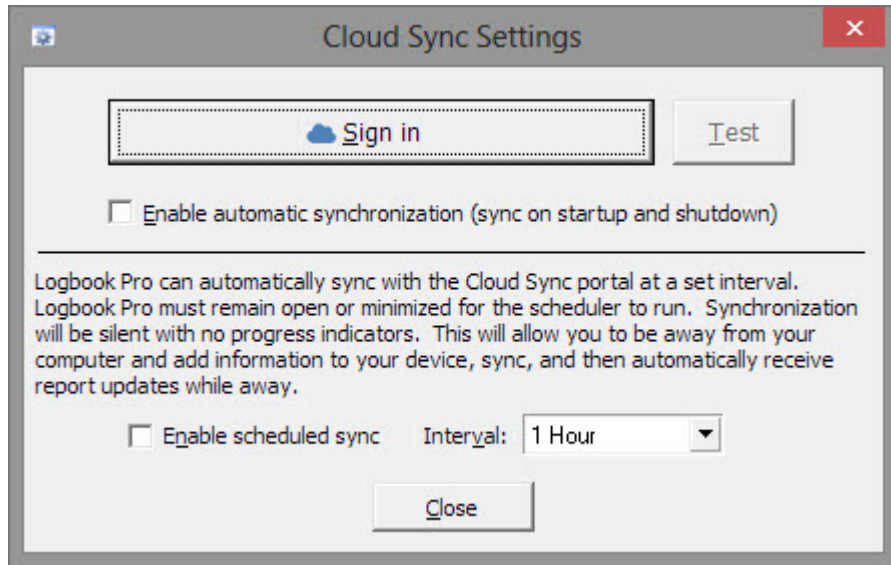 Cloud Sync Settings
Sign in
Test
Enable automatic synchronization (sync on startup and shutdown)
Logbook Pro can automatically sync with the Cloud Sync portal at a set interval.
Logbook Pro must remain open or minimized for the scheduler to run.  Synchronization
will be silent with no progress indicators.  This will allow you to be away from your
computer and add information to your device, sync, and then automatically receive
report updates while away.
Enable scheduled sync Interval: 1 Hour
Close